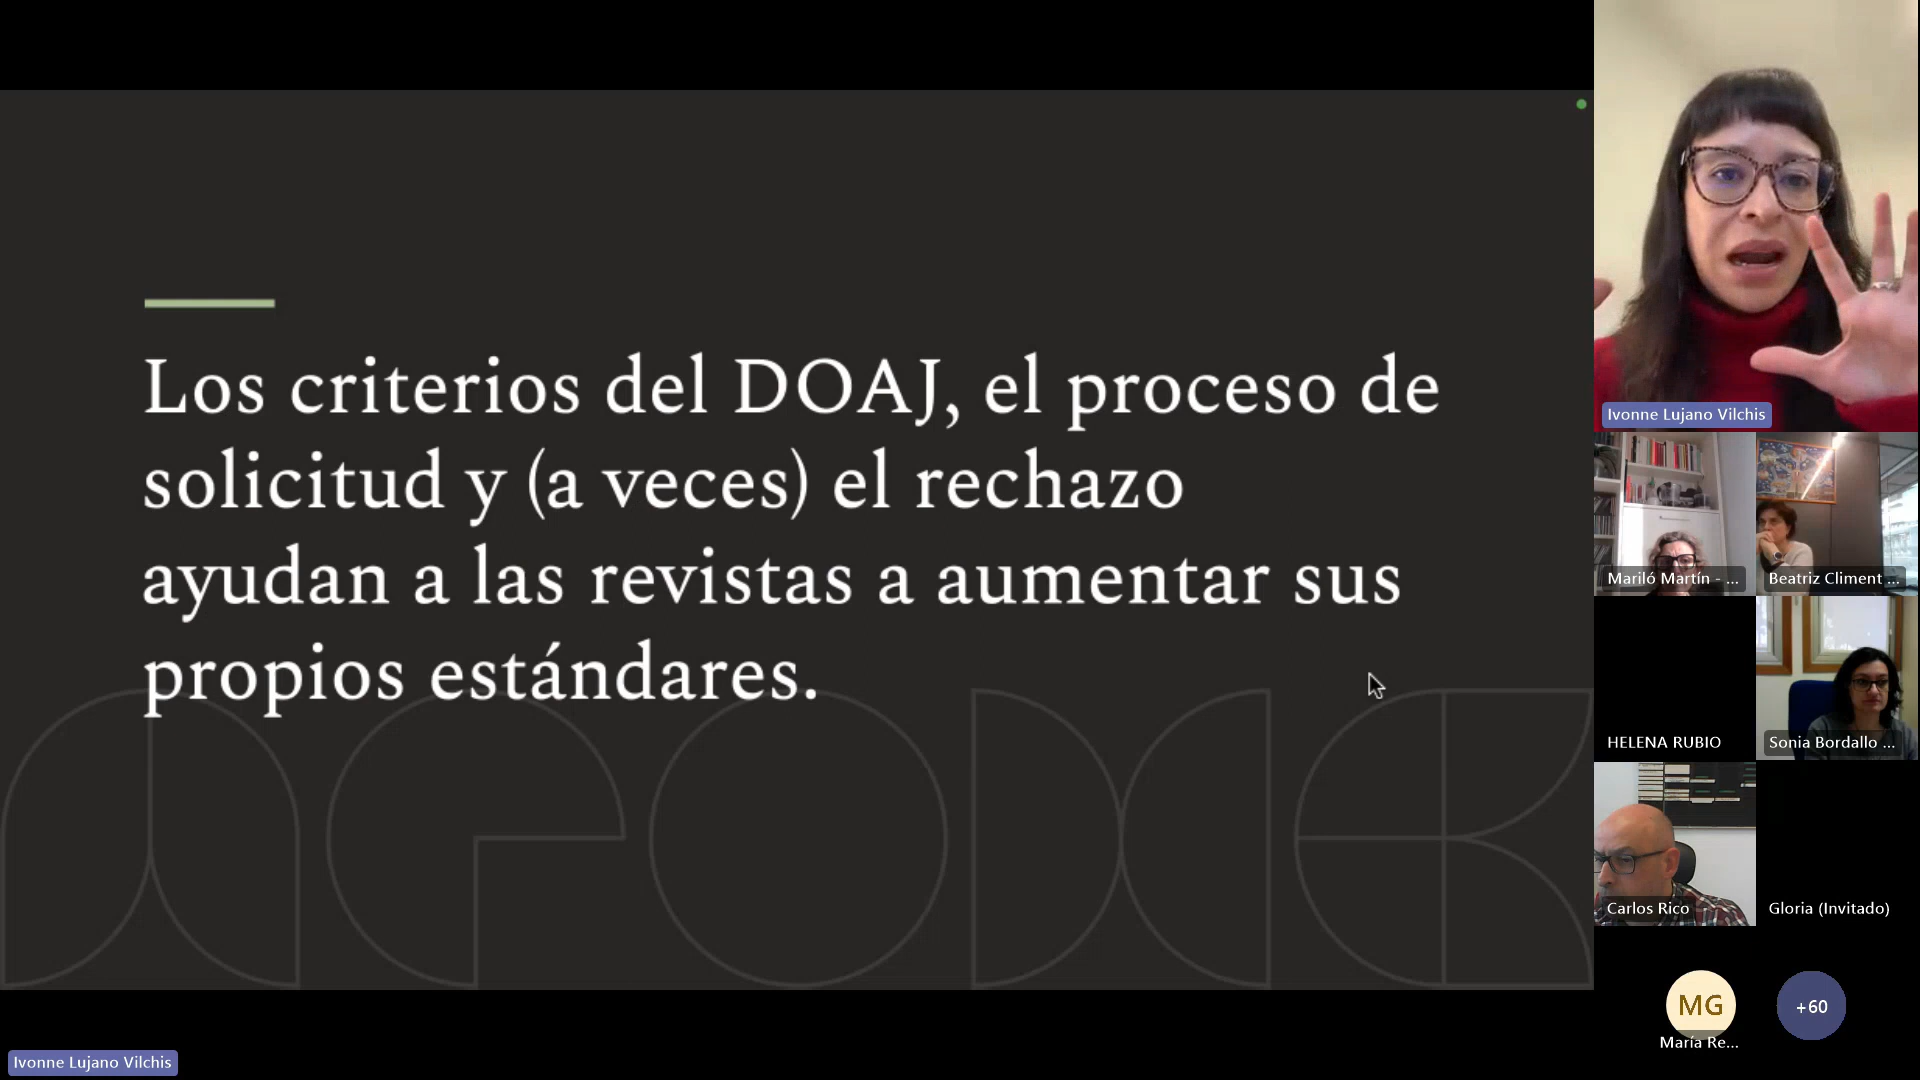 Los criterios del DOAJ, el proceso de
solicitud y (a veces) el rechazo
ayudan a las revistas a aumentar sus
propios estándares.
Ivonne Lujano Vilchis
Mariló Martín - ...
Beatriz Climent ...
HELENA RUBIO
Sonia Bordallo ...
Carlos Rico
Gloria (Invitado)
MG
+60
María Re...
Ivonne Lujano Vilchis